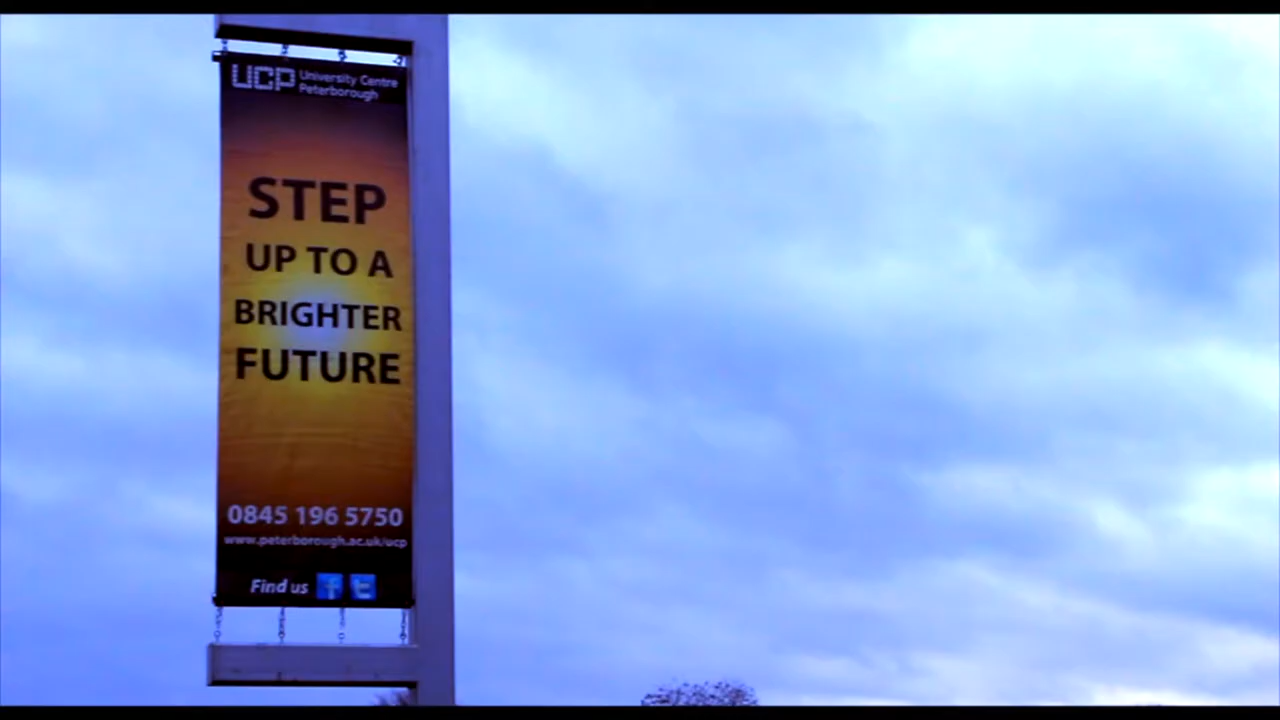 UCP University Centre
Peterborough
STEP
UP TO A
BRIGHTER
FUTURE
0845 196 5750
www.peterborough.ac.uk/ucp
Find us f t